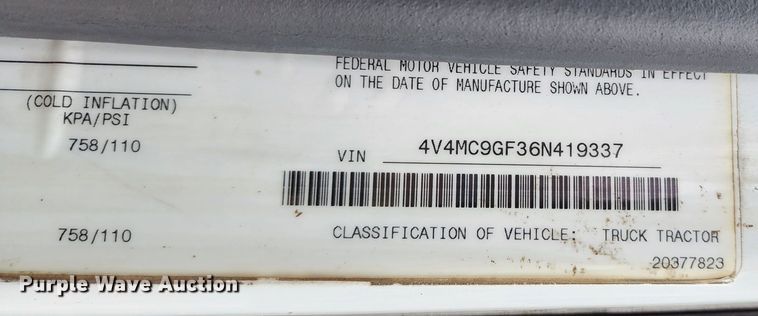 FEDERAL MOTOR VEHICLE SAFETY STANDARDS IN EFFECT
ON THE DATE OF MANUFACTURE SHOWN ABOVE.
(COLD INFLATION)
KPA/PSI
758/110
VIN 4V4MC9GF36N419337
758/110
CLASSIFICATION OF VEHICLE: TRUCK TRACTOR
20377823
Purple Wave Auction